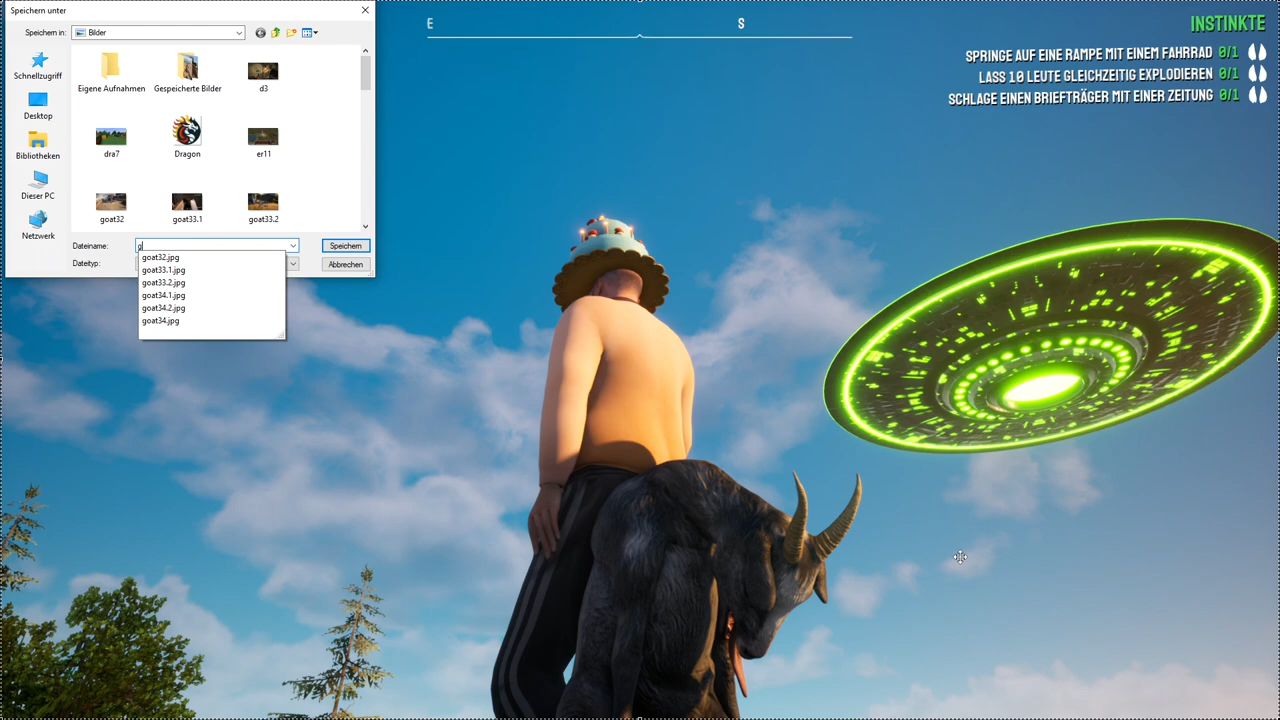 Speichern unter
Speichern in:
Bilder
Schnellzugriff
Desktop
Bibliotheken
Dieser PC
Netzwerk
Eigene Aufnahmen
Gespeicherte Bilder
d3
dra7
Dragon
er11
goat32
goat33.1
goat33.2
Dateiname:
g
Speichern
Dateityp:
Abbrechen
goat32.jpg
goat33.1.jpg
goat33.2.jpg
goat34.1.jpg
goat34.2.jpg
goat34.jpg
E
S
INSTINKTE
SPRINGE AUF EINE RAMPE MIT EINEM FAHRRAD 0/1
LASS 10 LEUTE GLEICHZEITIG EXPLODIEREN 0/1
SCHLAGE EINEN BRIEFTRÄGER MIT EINER ZEITUNG 0/1